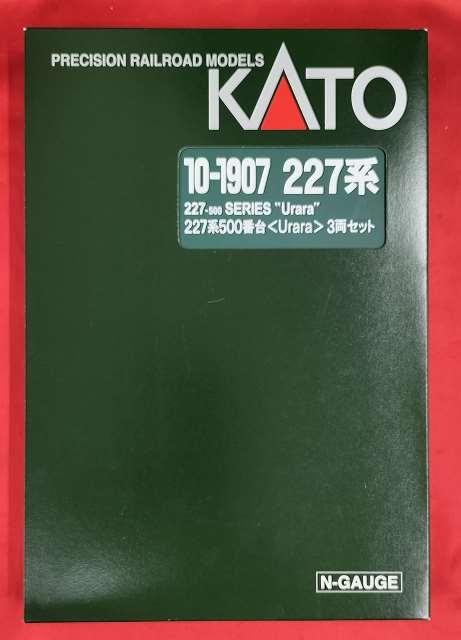 PRECISION RAILROAD MODELS
KATO
10-1907 227系
227-500 SERIES "Urara"
227系500番台<Urara>3両セット
N-GAUGE